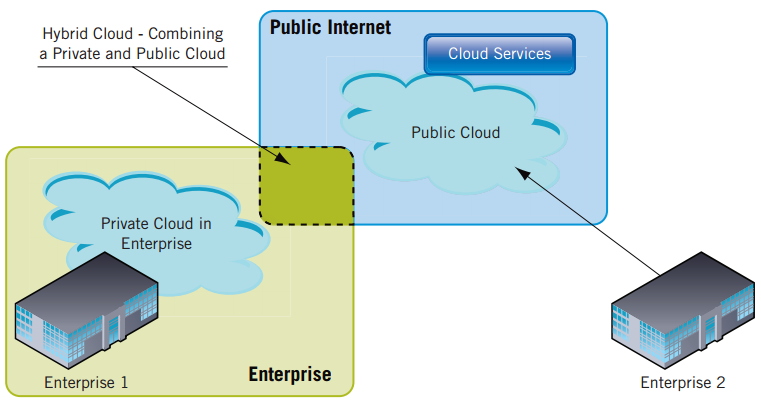 Hybrid Cloud - Combining
a Private and Public Cloud
Public Internet
Cloud Services
Public Cloud
Private Cloud in
Enterprise
Enterprise 1
Enterprise
Enterprise 2